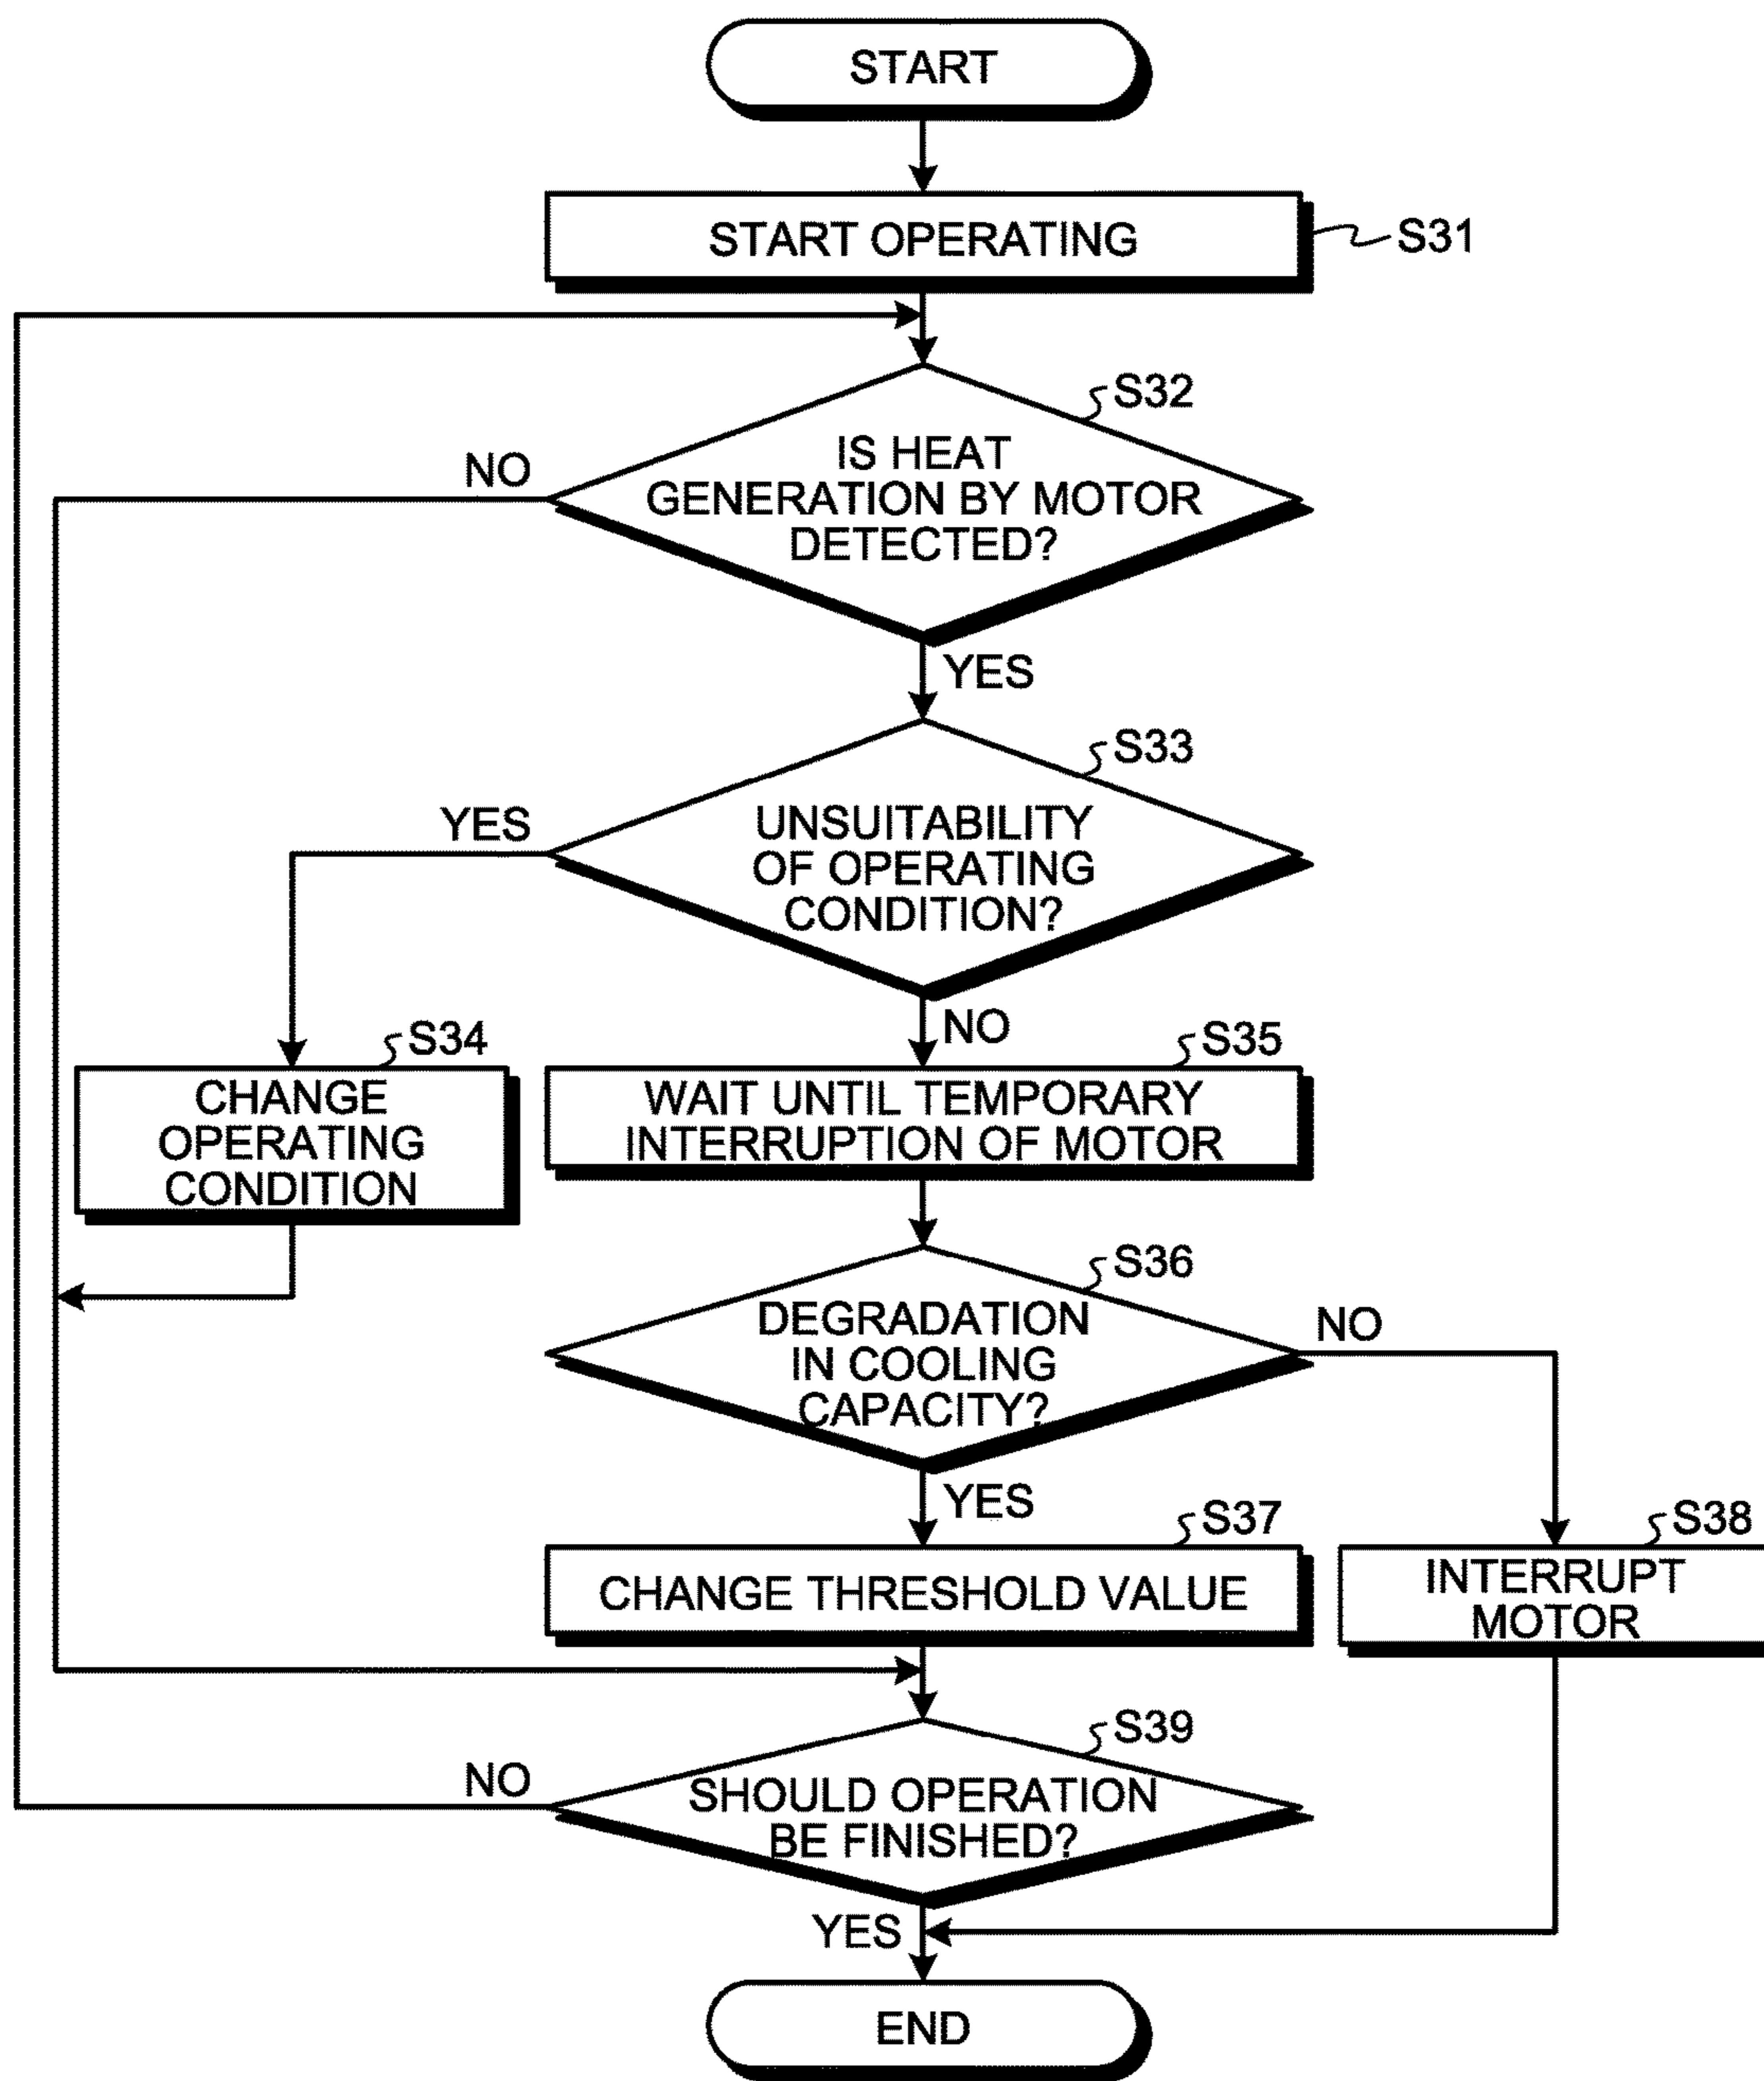 START
START OPERATING
S31
S32
IS HEAT
GENERATION BY MOTOR
DETECTED?
NO
YES
S33
UNSUITABILITY
OF OPERATING
CONDITION?
YES
NO
S34
CHANGE
OPERATING
CONDITION
S35
WAIT UNTIL TEMPORARY
INTERRUPTION OF MOTOR
S36
DEGRADATION
IN COOLING
CAPACITY?
NO
YES
S37
CHANGE THRESHOLD VALUE
S38
INTERRUPT
MOTOR
S39
SHOULD OPERATION
BE FINISHED?
NO
YES
END